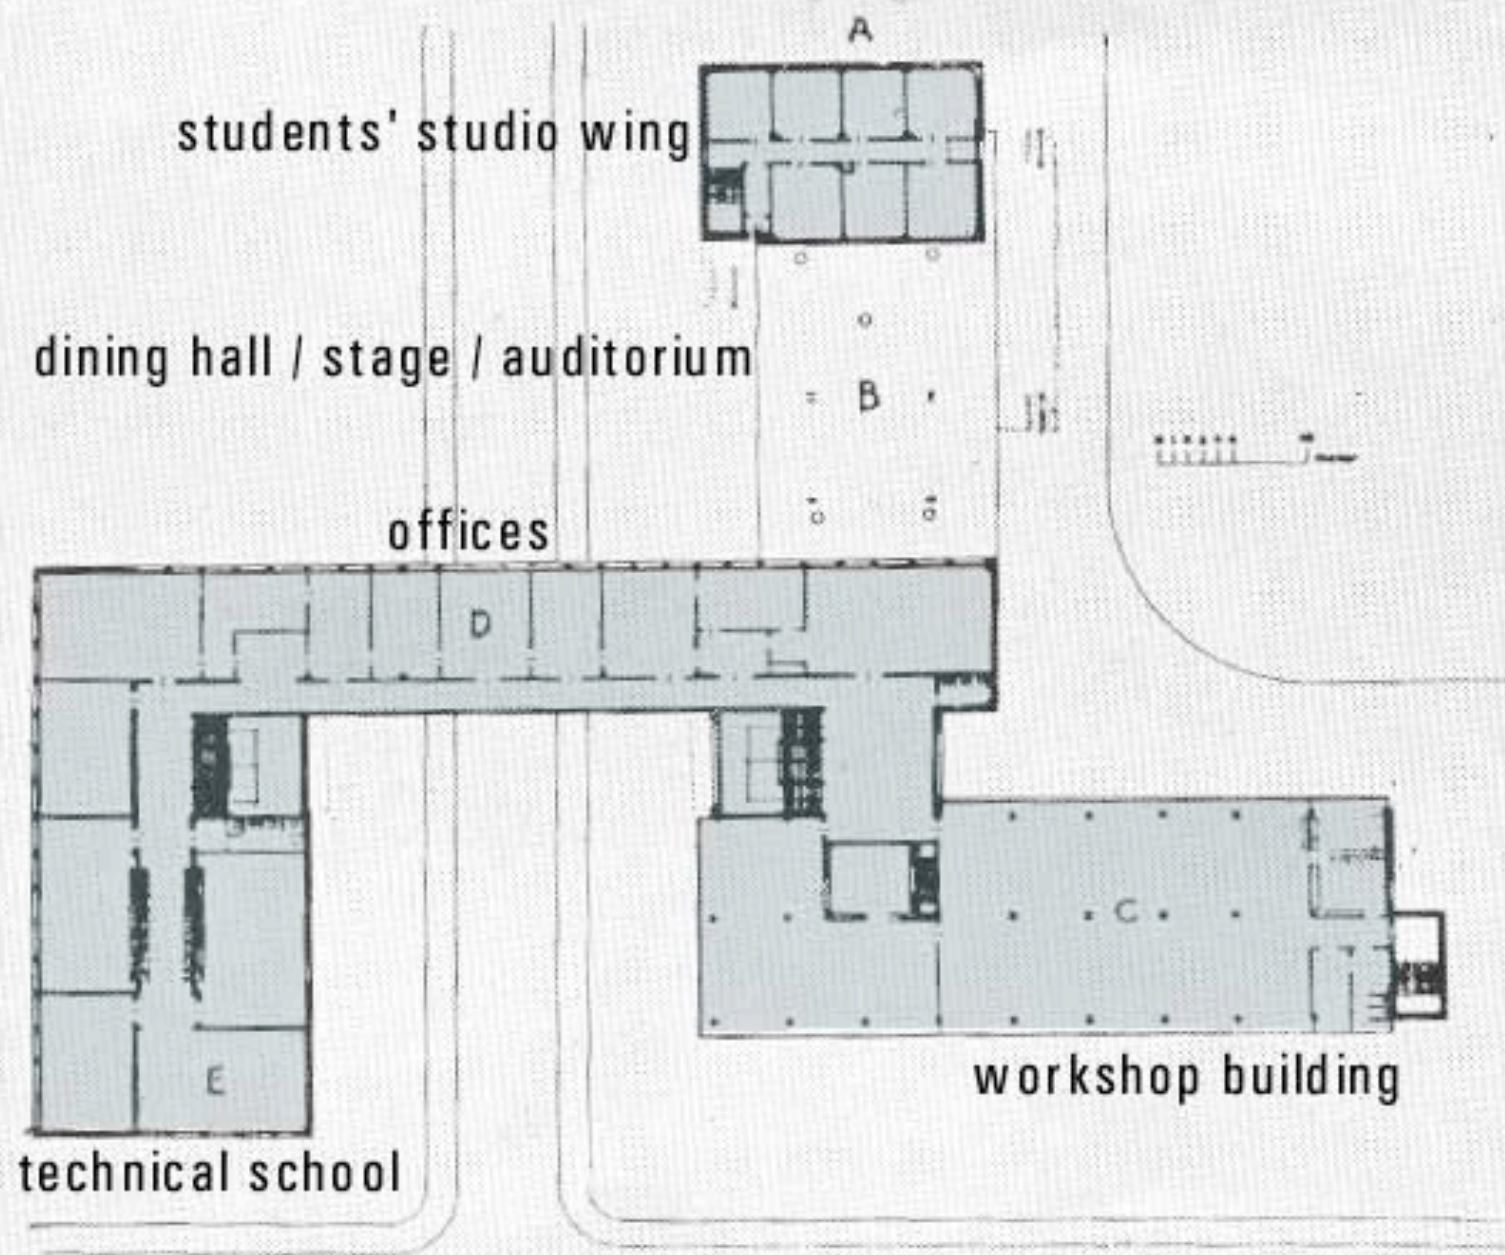 A
students' studio wing
dining hall / stage / auditorium
B
offices
D
C
workshop building
E
technical school